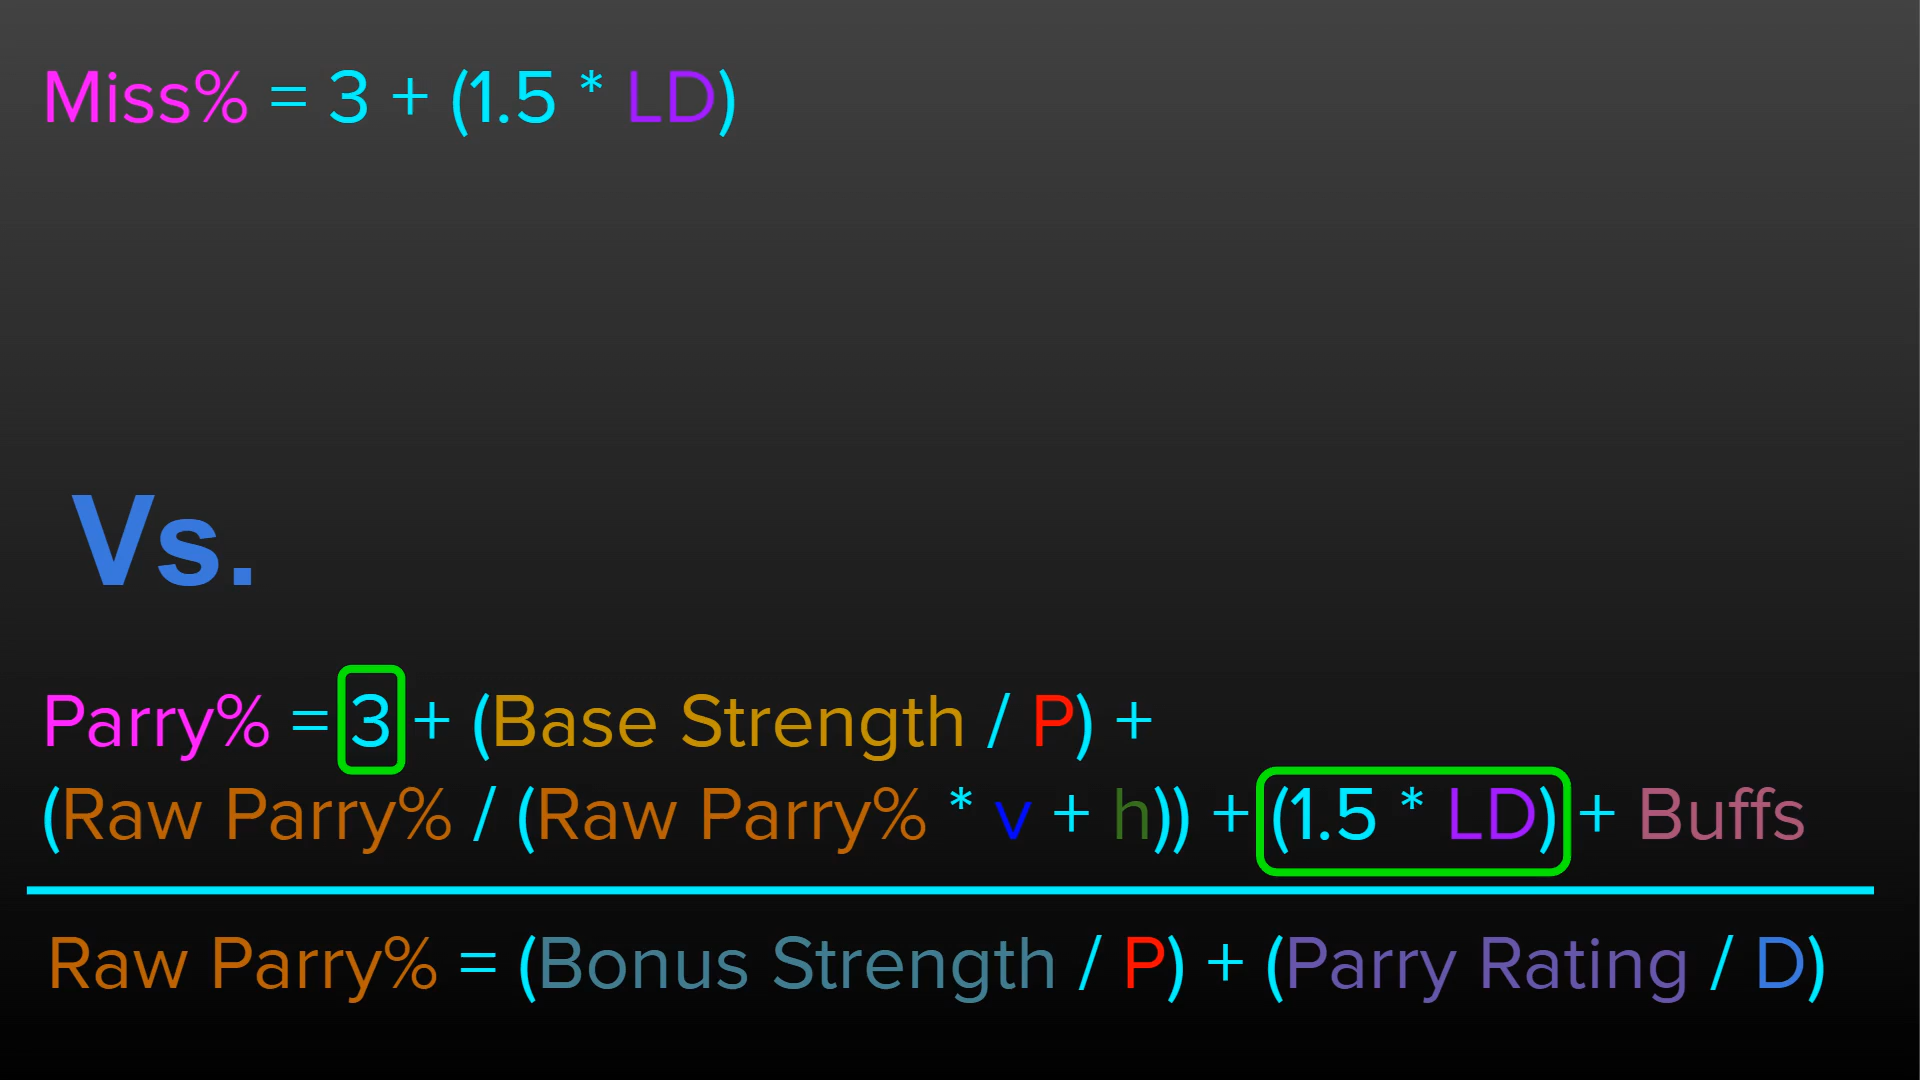 Miss% = 3 + (1.5 * LD)
Vs.
Parry% = 3 + (Base Strength / P) +
(Raw Parry% / (Raw Parry% * v + h)) + (1.5 * LD) + Buffs
Raw Parry% = (Bonus Strength / P) + (Parry Rating / D)